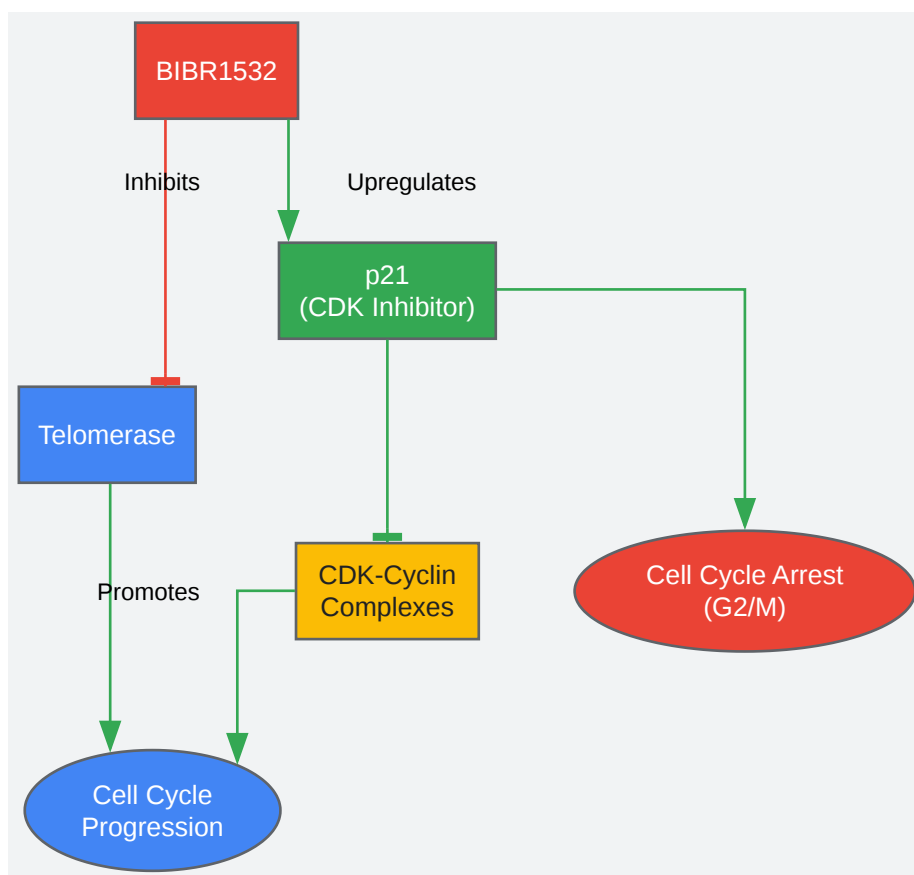 BIBR1532
Inhibits
Upregulates
p21
(CDK Inhibitor)
Telomerase
CDK-Cyclin
Complexes
Cell Cycle Arrest
(G2/M)
Promotes
Cell Cycle
Progression